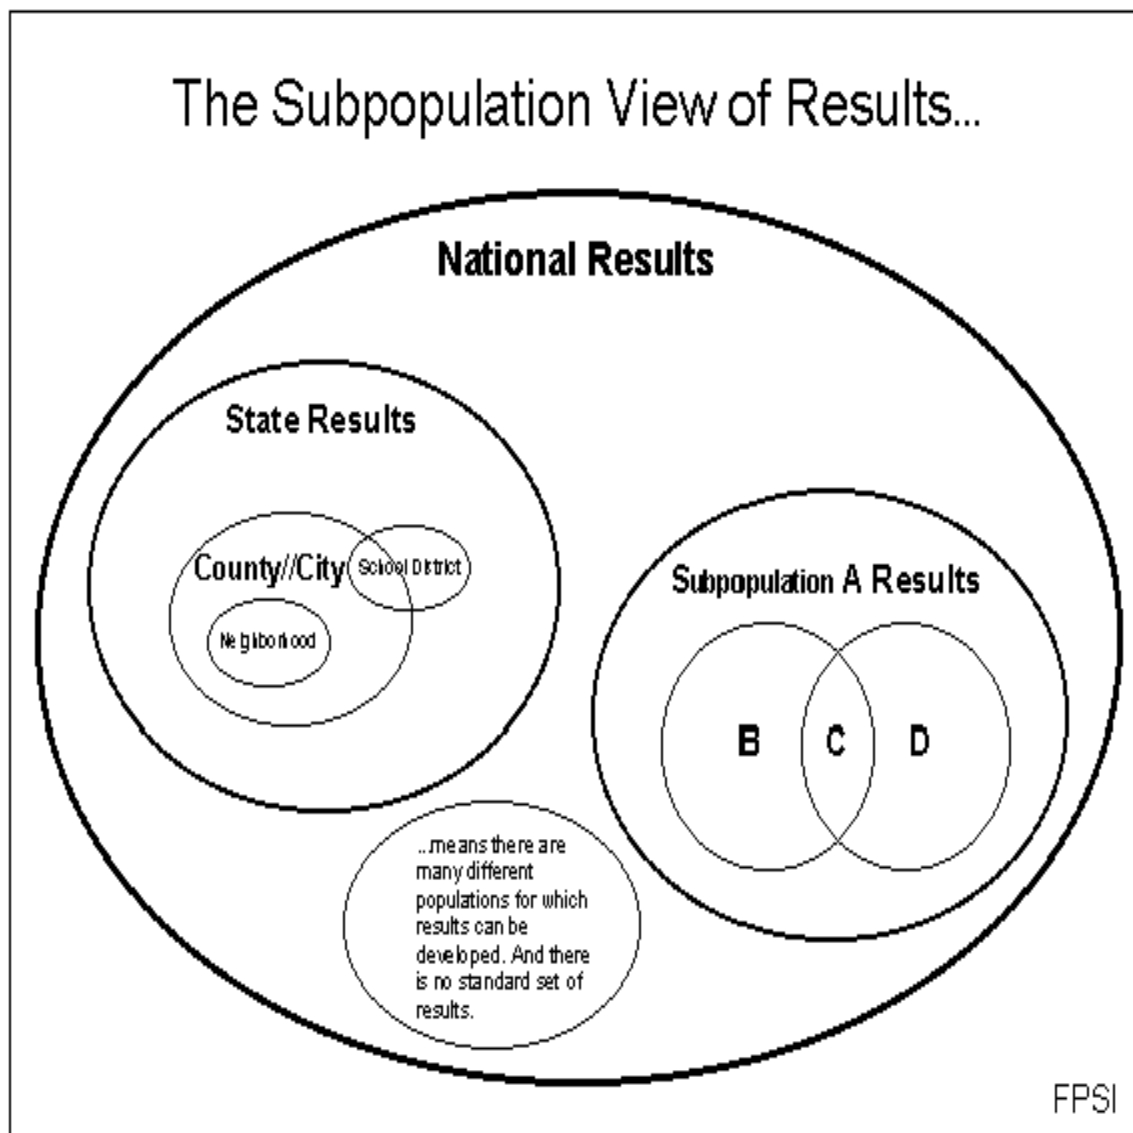 The Subpopulation View of Results...
National Results
State Results
County//City
School District
Neighborhood
Subpopulation A Results
B
C
D
...means there are
many different
populations for which
results can be
developed. And there
is no standard set of
results.
FPSI